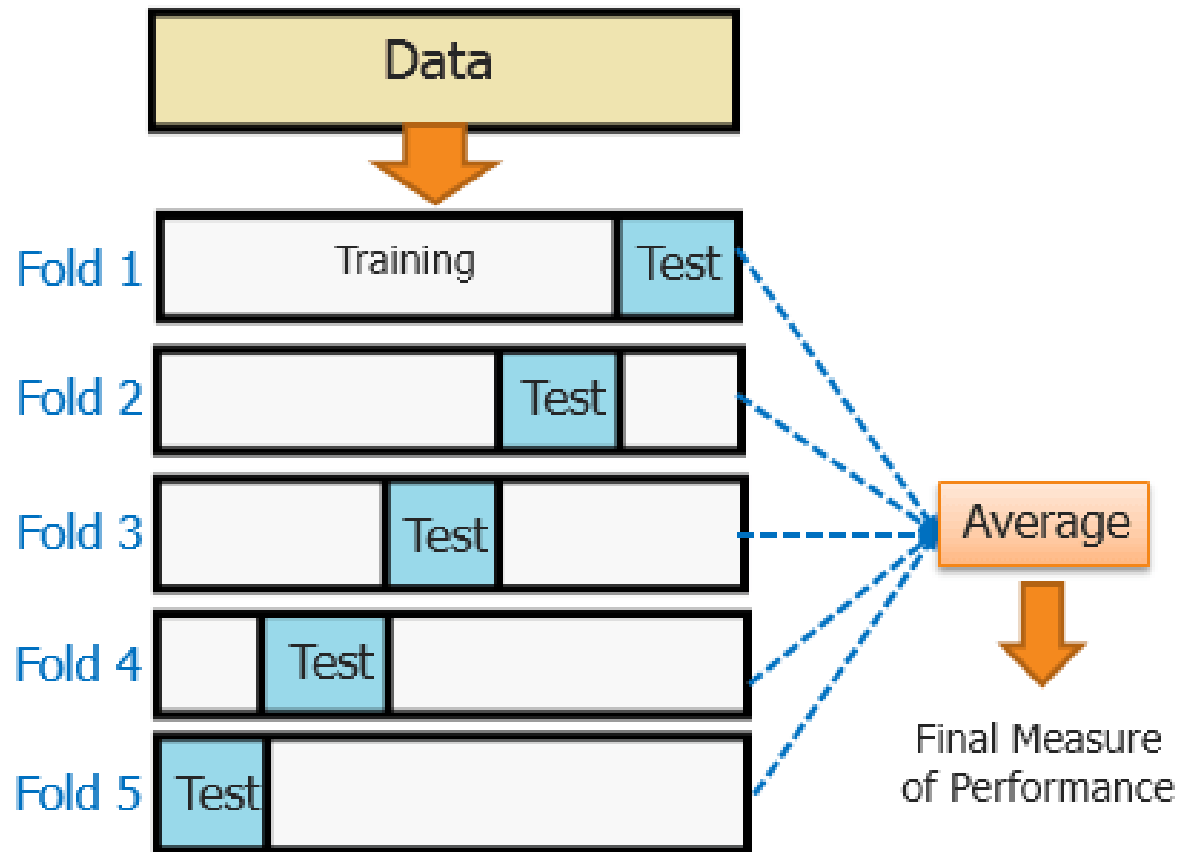 Data
Fold 1
Training
Test
Fold 2
Test
Fold 3
Test
Average
Fold 4
Test
Final Measure
of Performance
Fold 5
Test